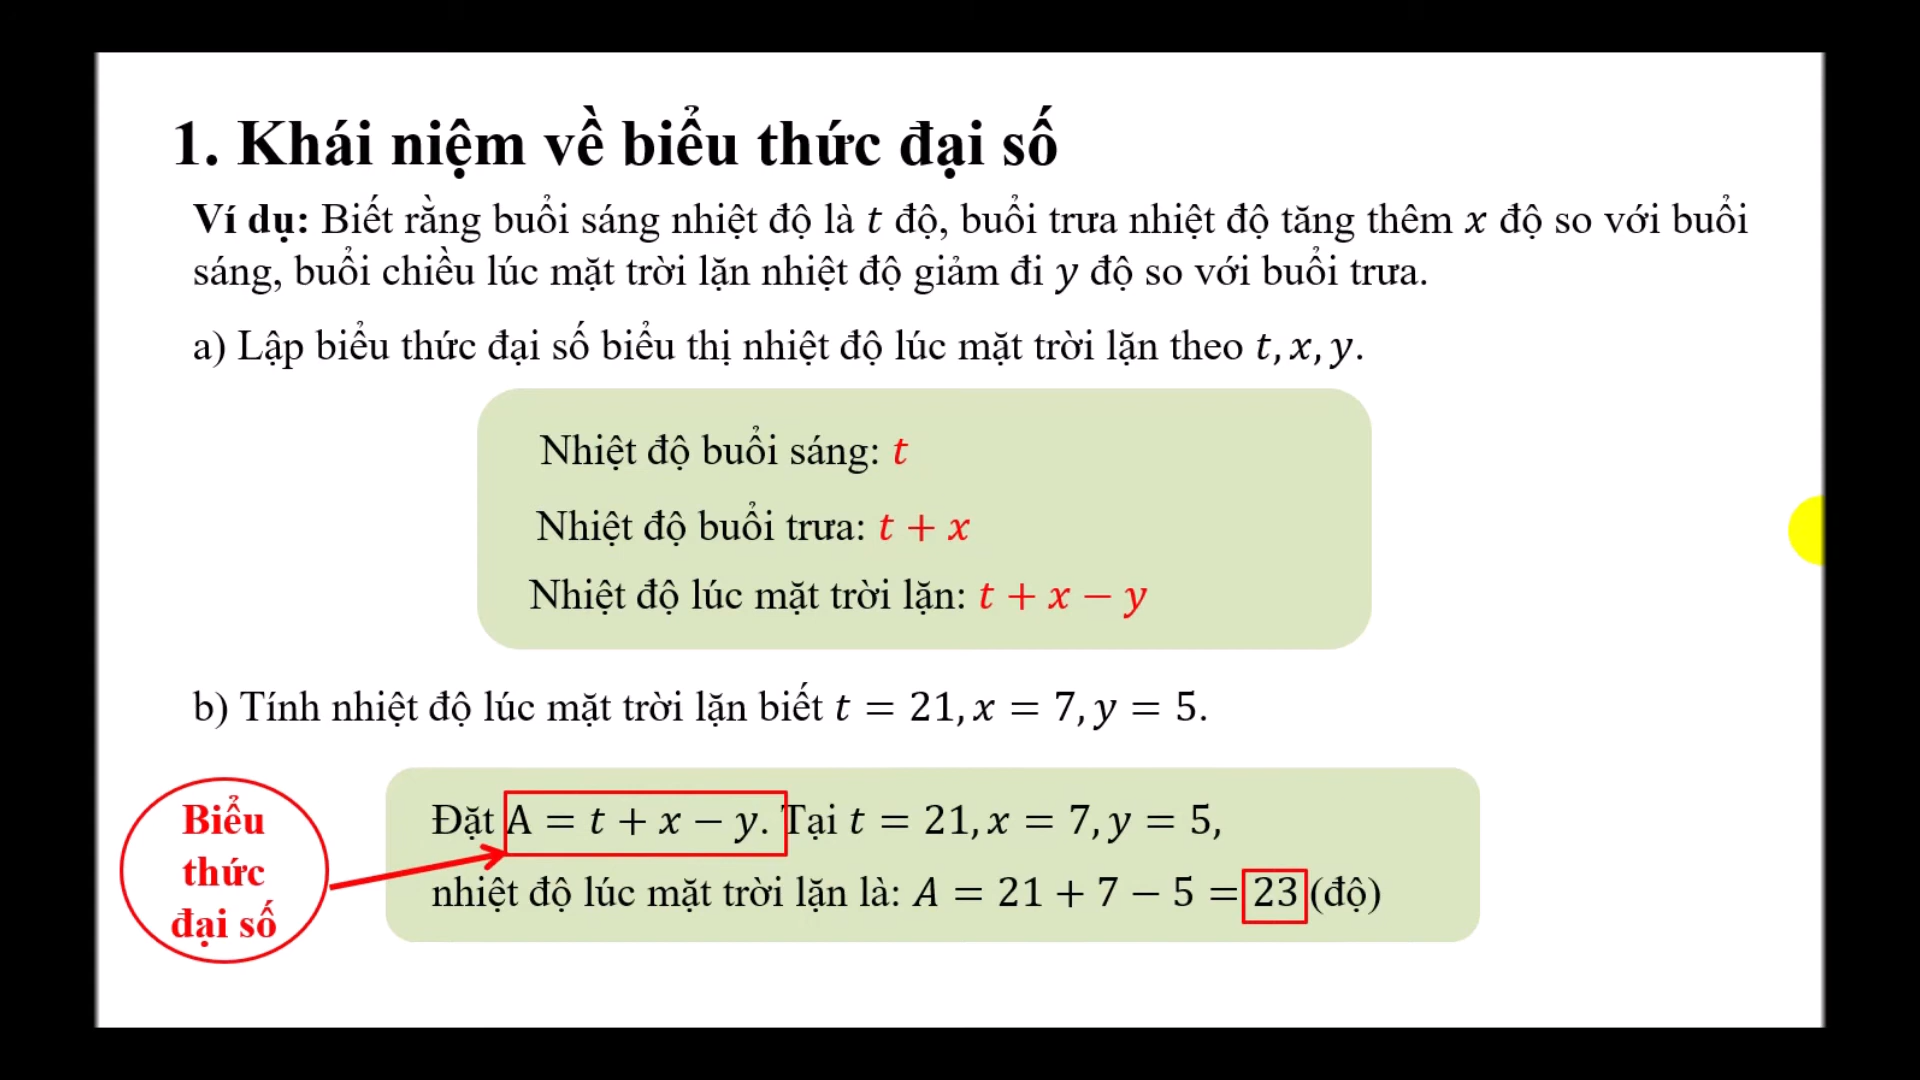 1. Khái niệm về biểu thức đại số
Ví dụ: Biết rằng buổi sáng nhiệt độ là t độ, buổi trưa nhiệt độ tăng thêm x độ so với buổi
sáng, buổi chiều lúc mặt trời lặn nhiệt độ giảm đi y độ so với buổi trưa.
a) Lập biểu thức đại số biểu thị nhiệt độ lúc mặt trời lặn theo t, x, y.
Nhiệt độ buổi sáng: t
Nhiệt độ buổi trưa: t + x
Nhiệt độ lúc mặt trời lặn: t + x − y
b) Tính nhiệt độ lúc mặt trời lặn biết t = 21, x = 7, y = 5.
Biểu
thức
đại số
Đặt A = t + x − y. Tại t = 21, x = 7, y = 5,
nhiệt độ lúc mặt trời lặn là: A = 21 + 7 − 5 = 23 (độ)